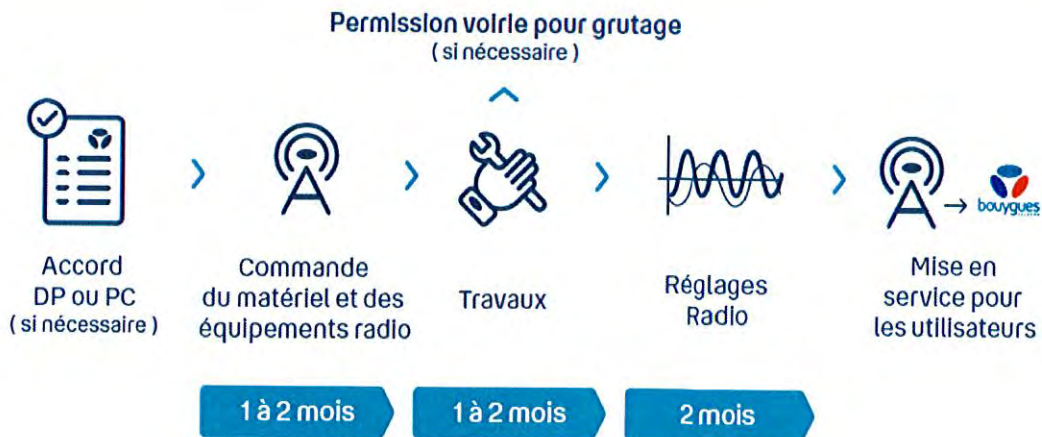 Permission voirie pour grutage
( si nécessaire )
Accord
DP ou PC
( si nécessaire )
Commande
du matériel et des
équipements radio
Travaux
Réglages
Radio
bouygues
Mise en
service pour
les utilisateurs
1 à 2 mois
1 à 2 mois
2 mois